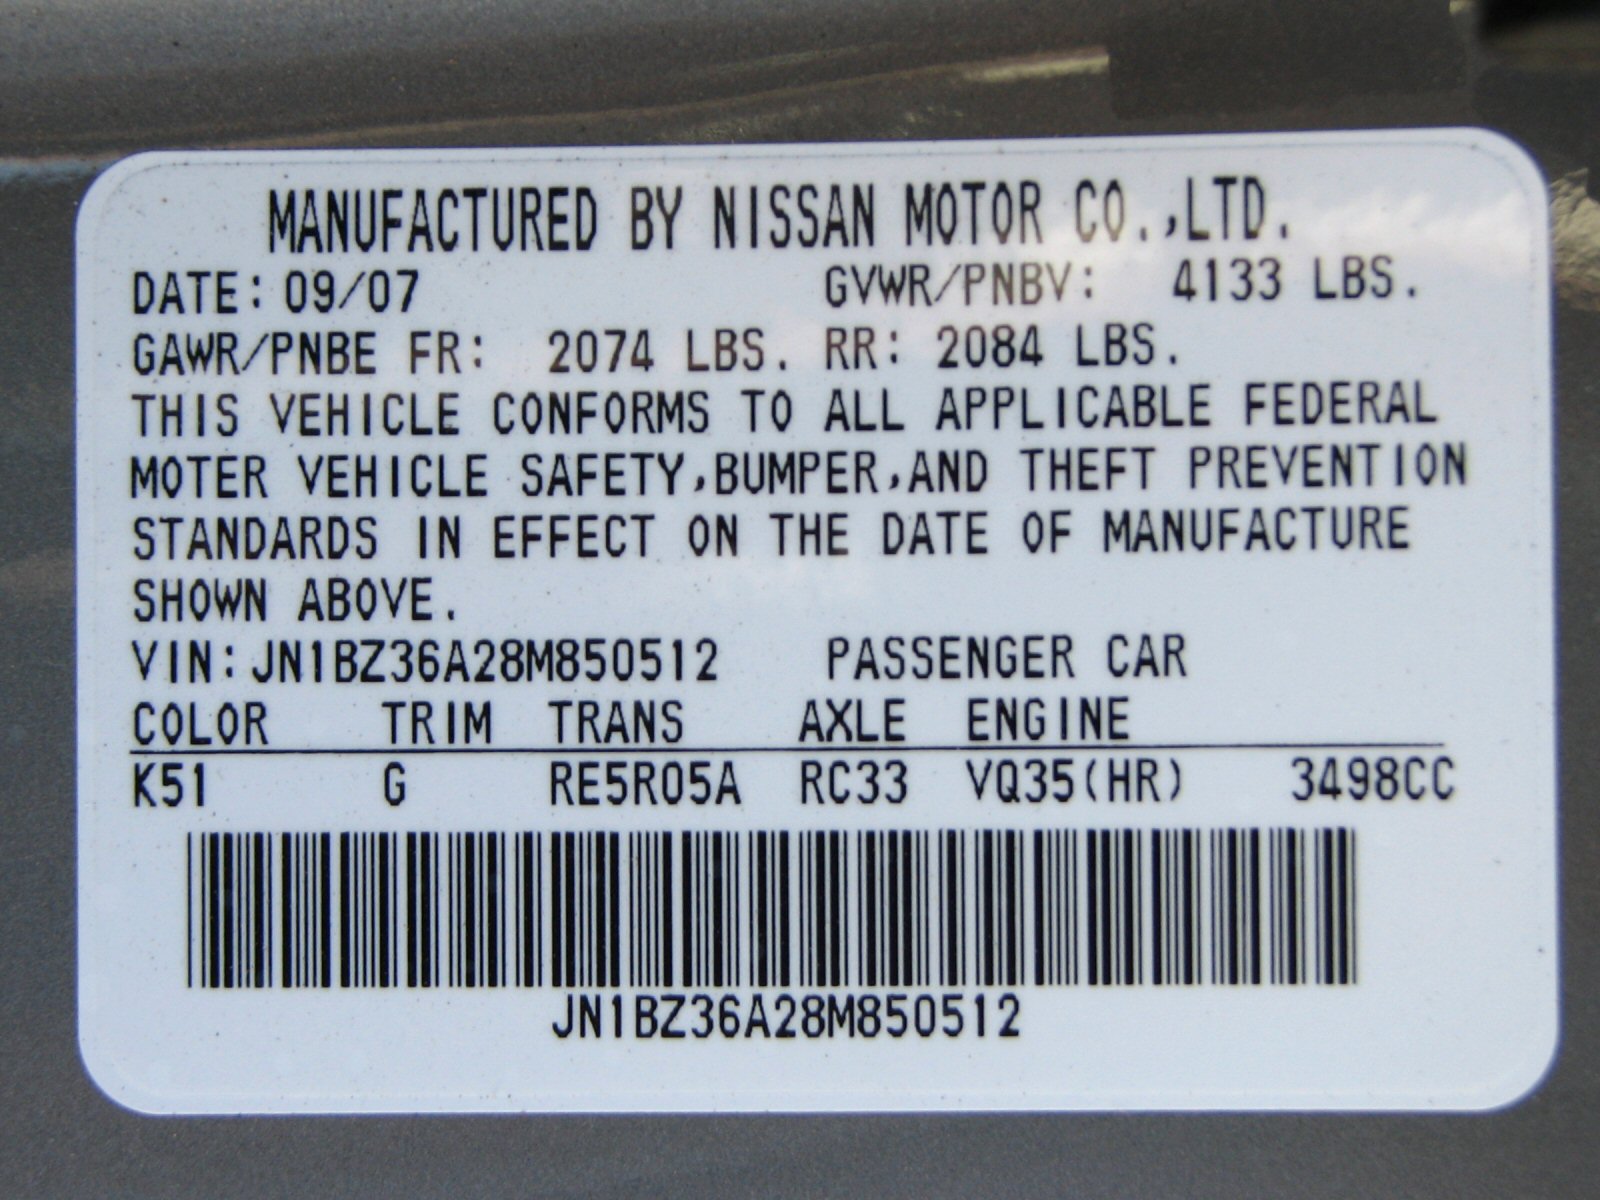 MANUFACTURED BY NISSAN MOTOR CO.,LTD.
DATE: 09/07 GVWR/PNBV: 4133 LBS.
GAWR/PNBE FR: 2074 LBS. RR: 2084 LBS.
THIS VEHICLE CONFORMS TO ALL APPLICABLE FEDERAL
MOTER VEHICLE SAFETY,BUMPER,AND THEFT PREVENTION
STANDARDS IN EFFECT ON THE DATE OF MANUFACTURE
SHOWN ABOVE.
VIN:JN1BZ36A28M850512 PASSENGER CAR
COLOR TRIM TRANS AXLE ENGINE
K51 G RE5R05A RC33 VQ35(HR) 3498CC
JN1BZ36A28M850512